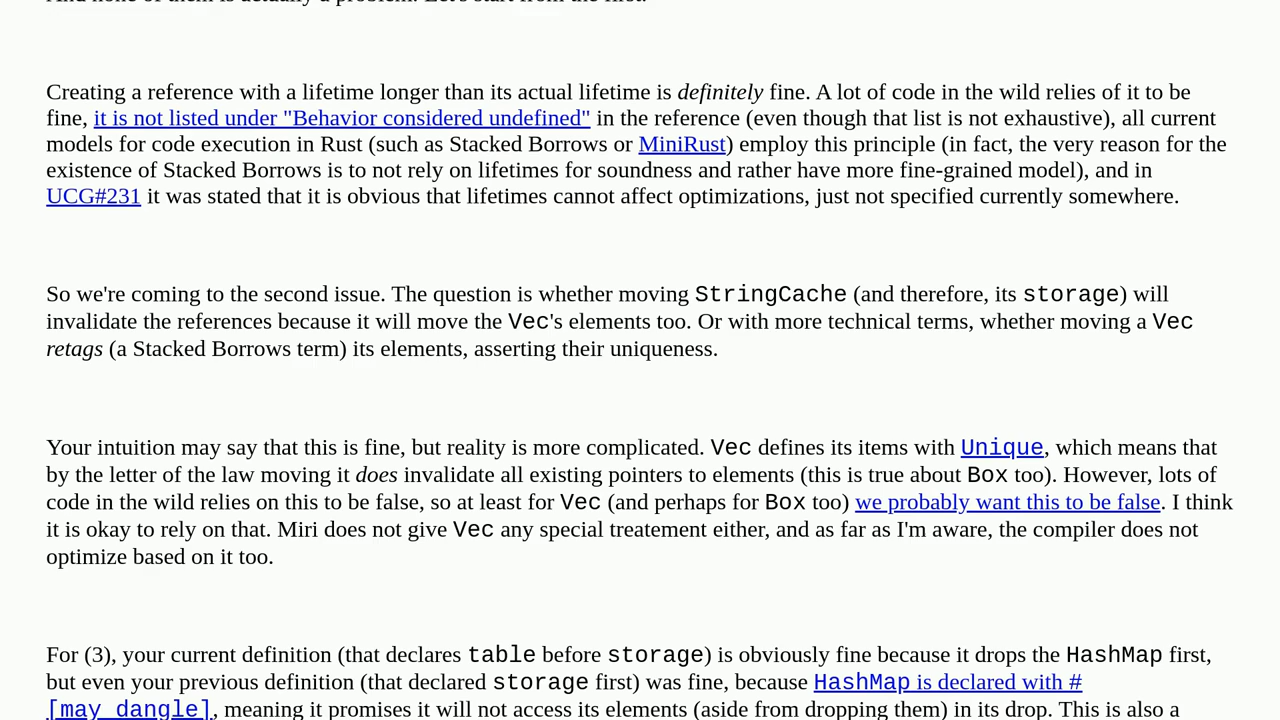 And none of them is actually a problem. Let's start from the first.
Creating a reference with a lifetime longer than its actual lifetime is definitely fine. A lot of code in the wild relies of it to be
fine, it is not listed under "Behavior considered undefined" in the reference (even though that list is not exhaustive), all current
models for code execution in Rust (such as Stacked Borrows or MiniRust) employ this principle (in fact, the very reason for the
existence of Stacked Borrows is to not rely on lifetimes for soundness and rather have more fine-grained model), and in
UCG#231 it was stated that it is obvious that lifetimes cannot affect optimizations, just not specified currently somewhere.
So we're coming to the second issue. The question is whether moving StringCache (and therefore, its storage) will
invalidate the references because it will move the Vec's elements too. Or with more technical terms, whether moving a Vec
retags (a Stacked Borrows term) its elements, asserting their uniqueness.
Your intuition may say that this is fine, but reality is more complicated. Vec defines its items with Unique, which means that
by the letter of the law moving it does invalidate all existing pointers to elements (this is true about Box too). However, lots of
code in the wild relies on this to be false, so at least for Vec (and perhaps for Box too) we probably want this to be false. I think
it is okay to rely on that. Miri does not give Vec any special treatement either, and as far as I'm aware, the compiler does not
optimize based on it too.
For (3), your current definition (that declares table before storage) is obviously fine because it drops the HashMap first,
but even your previous definition (that declared storage first) was fine, because HashMap is declared with #
[may_dangle], meaning it promises it will not access its elements (aside from dropping them) in its drop. This is also a